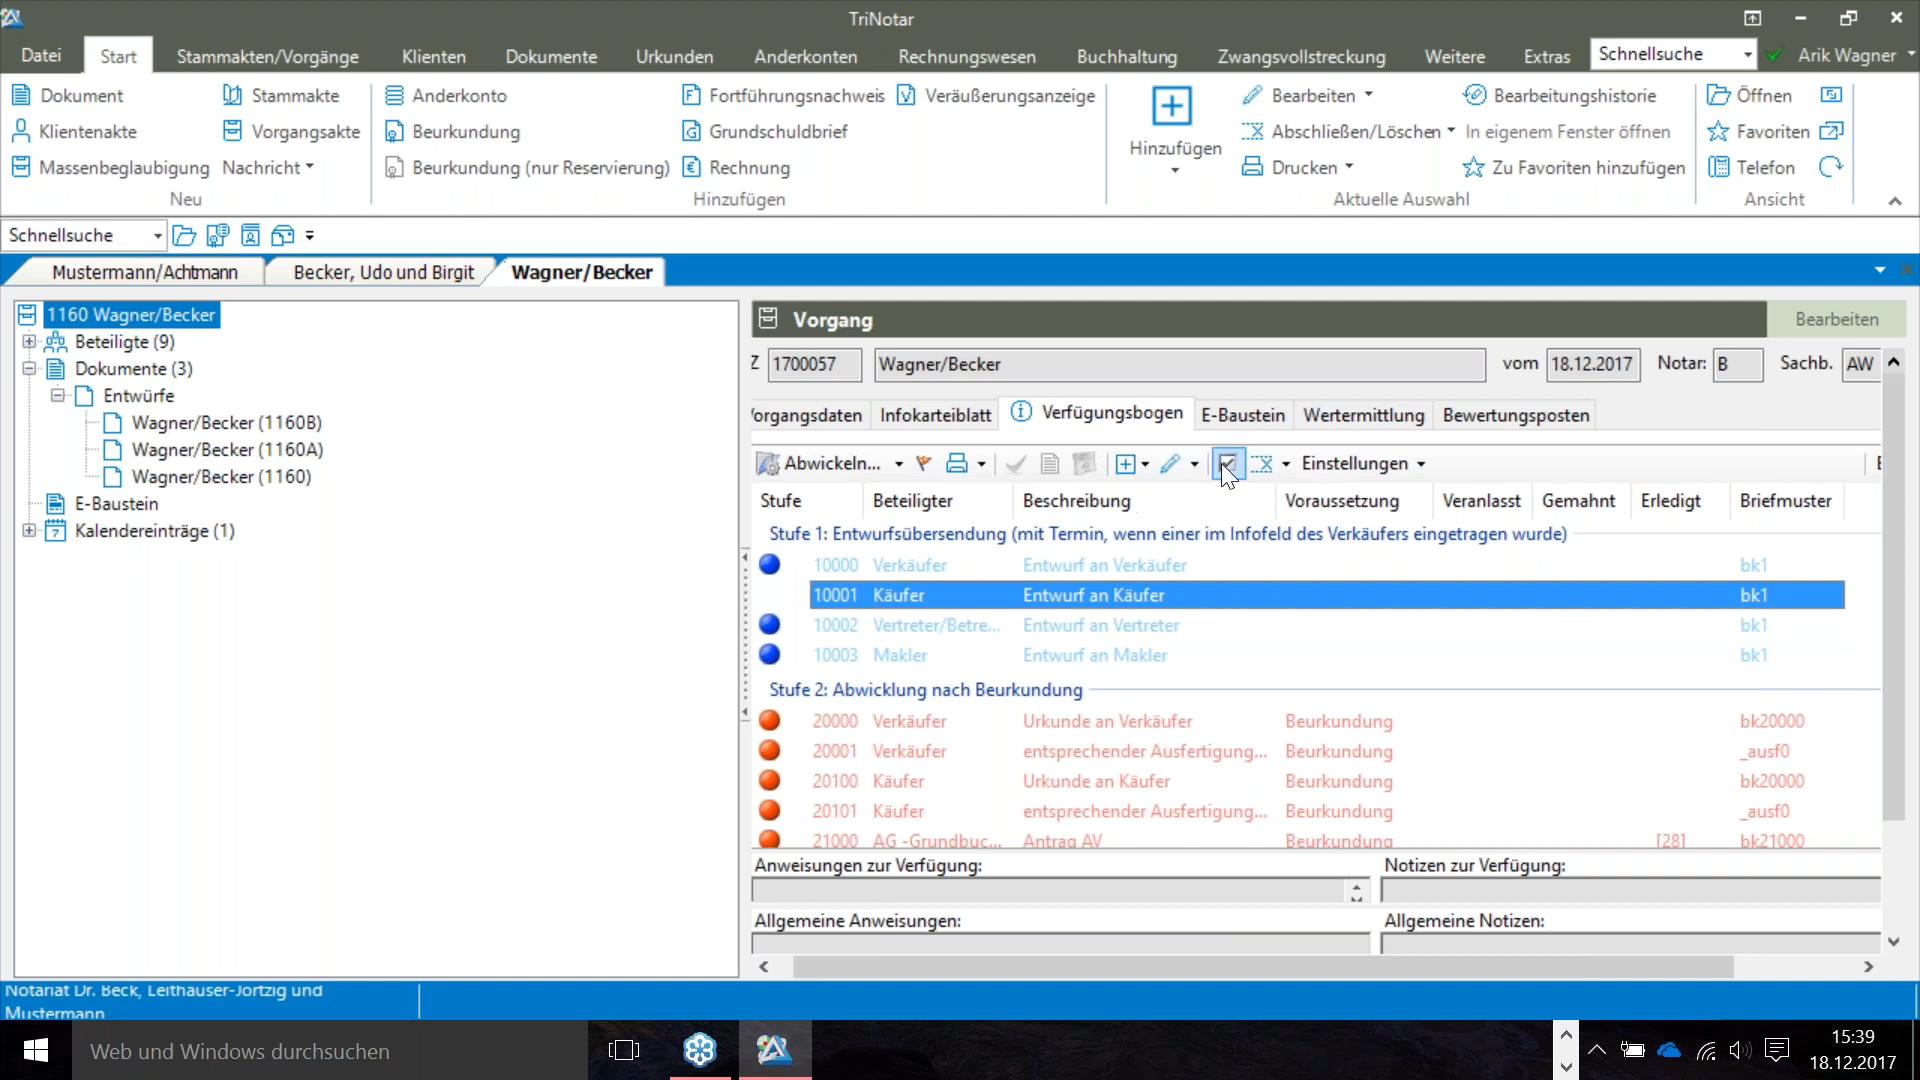 TriNotar
Datei Start Stammakten/Vorgänge Klienten Dokumente Urkunden Anderkonten Rechnungswesen Buchhaltung Zwangsvollstreckung Weitere Extras Schnellsuche Arik Wagner
Dokument Stammakte Anderkonto Fortführungsnachweis Veräußerungsanzeige Bearbeiten Bearbeitungshistorie Öffnen
Klientenakte Vorgangsakte Beurkundung Grundschuldbrief Hinzufügen Abschließen/Löschen In eigenem Fenster öffnen Favoriten
Massenbeglaubigung Nachricht Beurkundung (nur Reservierung) Rechnung Drucken Zu Favoriten hinzufügen Telefon
Neu Hinzufügen Aktuelle Auswahl Ansicht
Schnellsuche
Mustermann/Achtmann Becker, Udo und Birgit Wagner/Becker
1160 Wagner/Becker
Beteiligte (9)
Dokumente (3)
Entwürfe
Wagner/Becker (1160B)
Wagner/Becker (1160A)
Wagner/Becker (1160)
E-Baustein
Kalendereinträge (1)
Vorgang Bearbeiten
Z 1700057 Wagner/Becker vom 18.12.2017 Notar: B Sachb. AW
organgsdaten Infokarteiblatt Verfügungsbogen E-Baustein Wertermittlung Bewertungsposten
Abwickeln... Einstellungen
Stufe Beteiligter Beschreibung Voraussetzung Veranlasst Gemahnt Erledigt Briefmuster
Stufe 1: Entwurfsübersendung (mit Termin, wenn einer im Infofeld des Verkäufers eingetragen wurde)
10000 Verkäufer Entwurf an Verkäufer bk1
10001 Käufer Entwurf an Käufer bk1
10002 Vertreter/Betre... Entwurf an Vertreter bk1
10003 Makler Entwurf an Makler bk1
Stufe 2: Abwicklung nach Beurkundung
20000 Verkäufer Urkunde an Verkäufer Beurkundung bk20000
20001 Verkäufer entsprechender Ausfertigung... Beurkundung _ausf0
20100 Käufer Urkunde an Käufer Beurkundung bk20000
20101 Käufer entsprechender Ausfertigung... Beurkundung _ausf0
21000 AG -Grundbuc... Antrag AV Beurkundung [28] bk21000
Anweisungen zur Verfügung: Notizen zur Verfügung:
Allgemeine Anweisungen: Allgemeine Notizen:
Notariat Dr. Beck, Leithäuser-Jortzig und
Mustermann
Web und Windows durchsuchen
15:39
18.12.2017